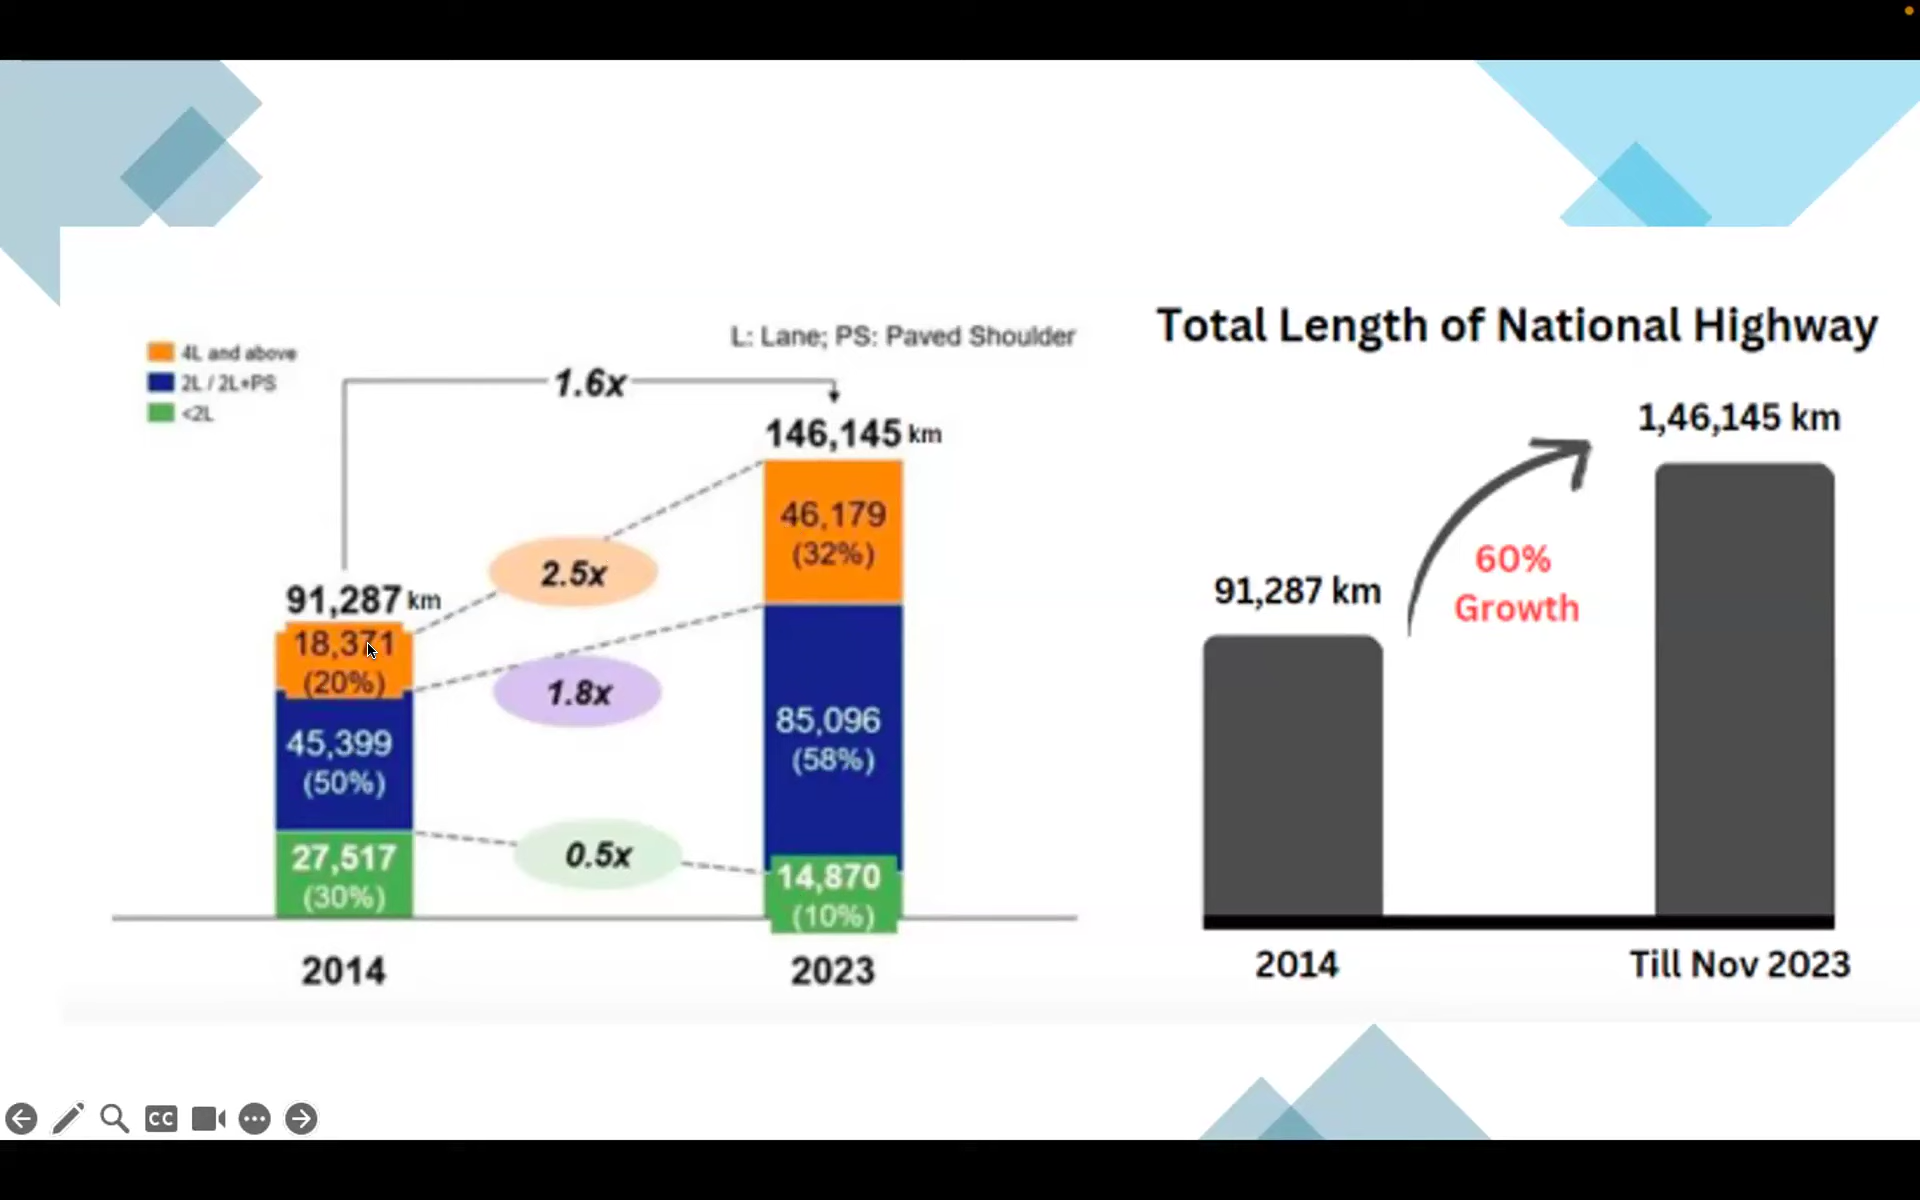 4L and above
2L / 2L+PS
<2L
L: Lane; PS: Paved Shoulder
1.6x
146,145 km
46,179
(32%)
2.5x
91,287 km
18,371
(20%)
1.8x
85,096
(58%)
45,399
(50%)
0.5x
27,517
(30%)
14,870
(10%)
2014
2023
Total Length of National Highway
1,46,145 km
60%
Growth
91,287 km
2014
Till Nov 2023
CC